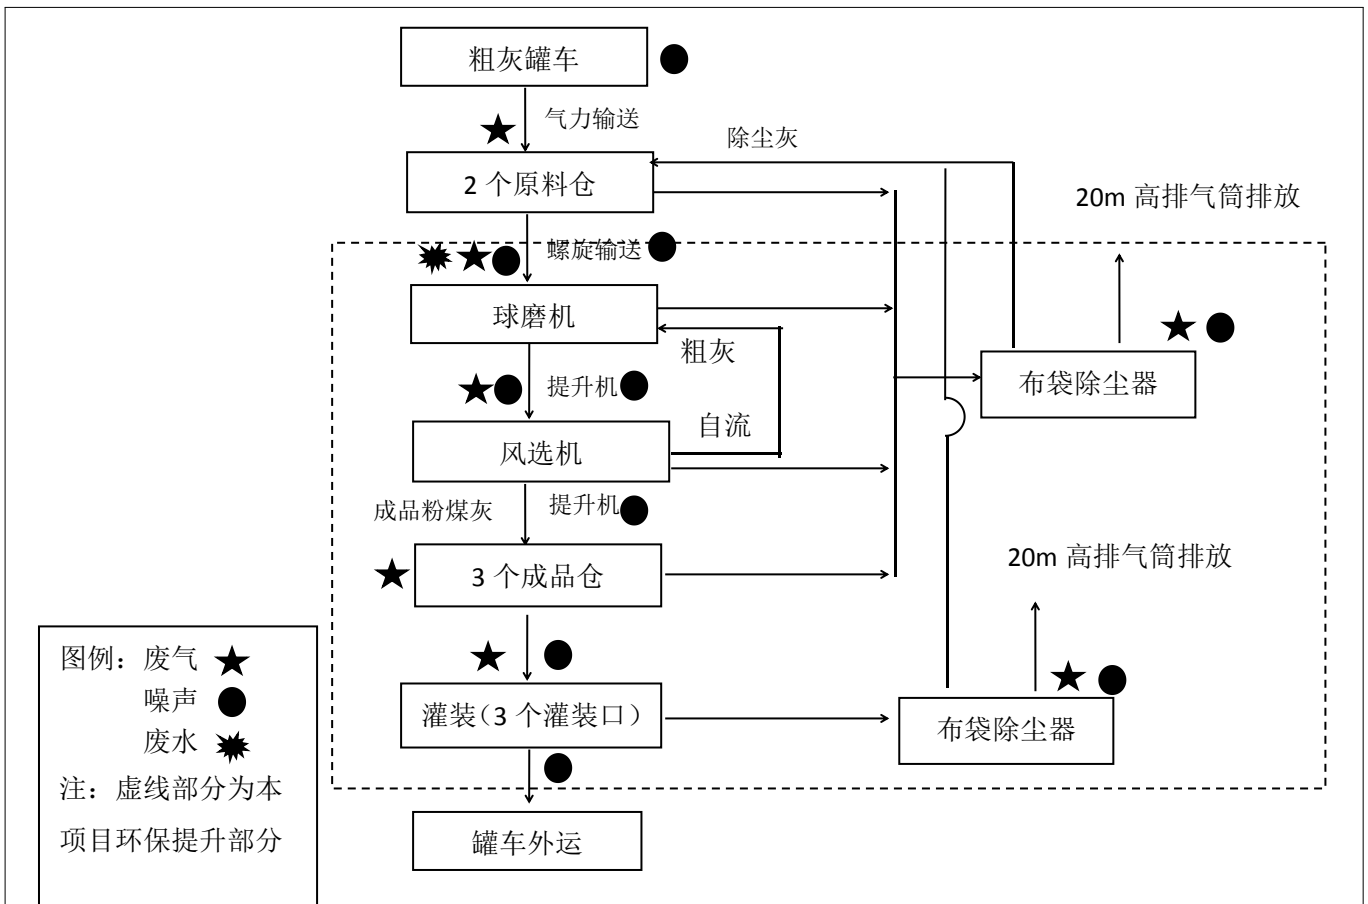 粗灰罐车
气力输送
除尘灰
2 个原料仓
20m 高排气筒排放
螺旋输送
球磨机
粗灰
布袋除尘器
提升机
自流
风选机
成品粉煤灰
提升机
20m 高排气筒排放
3 个成品仓
灌装（3 个灌装口）
布袋除尘器
罐车外运
图例：废气
噪声
废水
注：虚线部分为本
项目环保提升部分